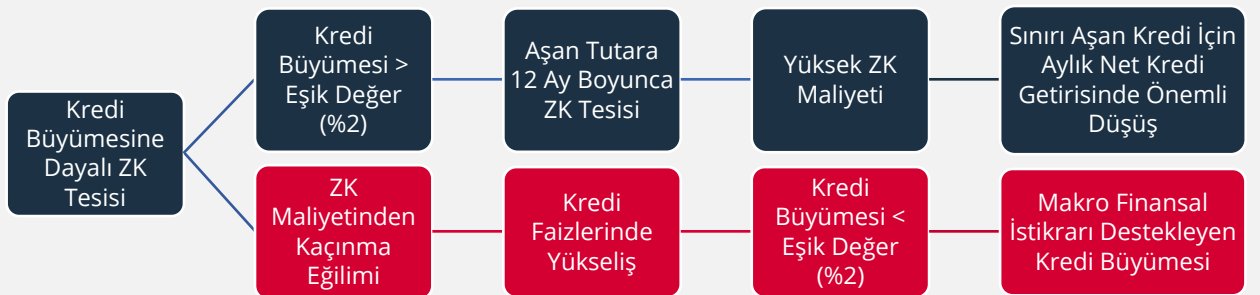 Kredi
Büyümesine
Dayalı ZK
Tesisi
Kredi
Büyümesi >
Eşik Değer
(%2)
Aşan Tutara
12 Ay Boyunca
ZK Tesisi
Yüksek ZK
Maliyeti
Sınırı Aşan Kredi İçin
Aylık Net Kredi
Getirisinde Önemli
Düşüş
ZK
Maliyetinden
Kaçınma
Eğilimi
Kredi
Faizlerinde
Yükseliş
Kredi
Büyümesi <
Eşik Değer
(%2)
Makro Finansal
İstikrarı Destekleyen
Kredi Büyümesi